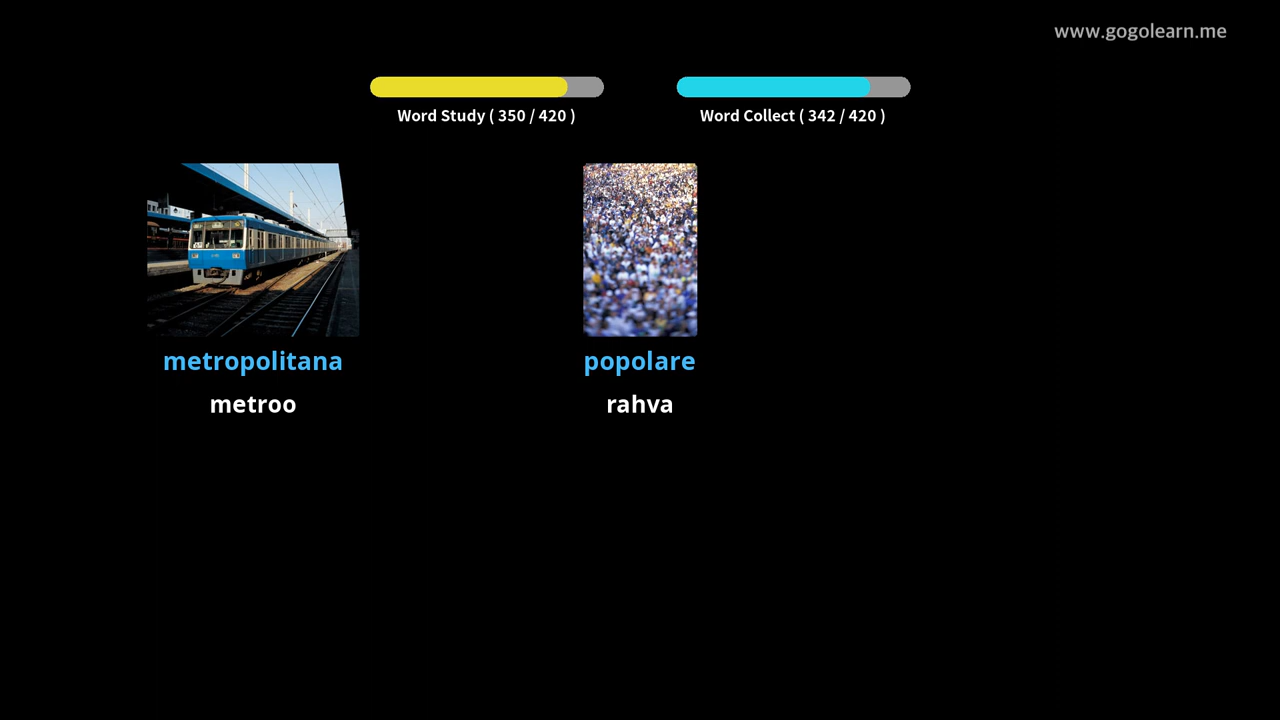 www.gogolearn.me
Word Study ( 350 / 420 )
Word Collect ( 342 / 420 )
metropolitana
popolare
metroo
rahva